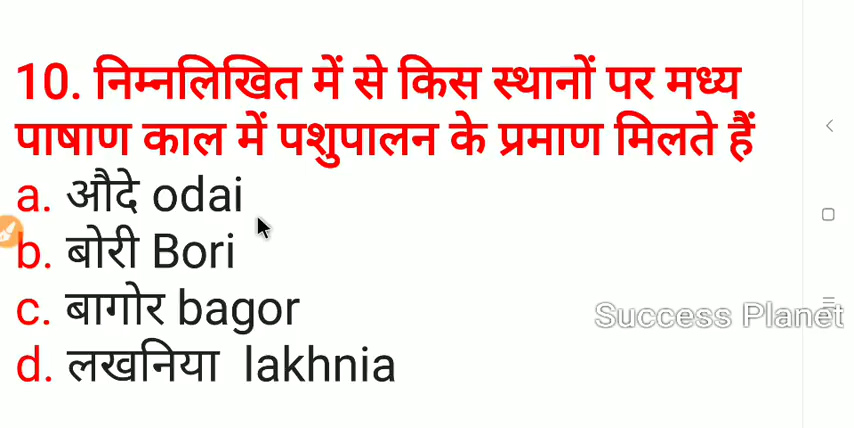 10. निम्नलिखित में से किस स्थानों पर मध्य
पाषाण काल में पशुपालन के प्रमाण मिलते हैं
a. औदे odai
b. बोरी Bori
c. बागोर bagor
Success Planet
d. लखनिया lakhnia